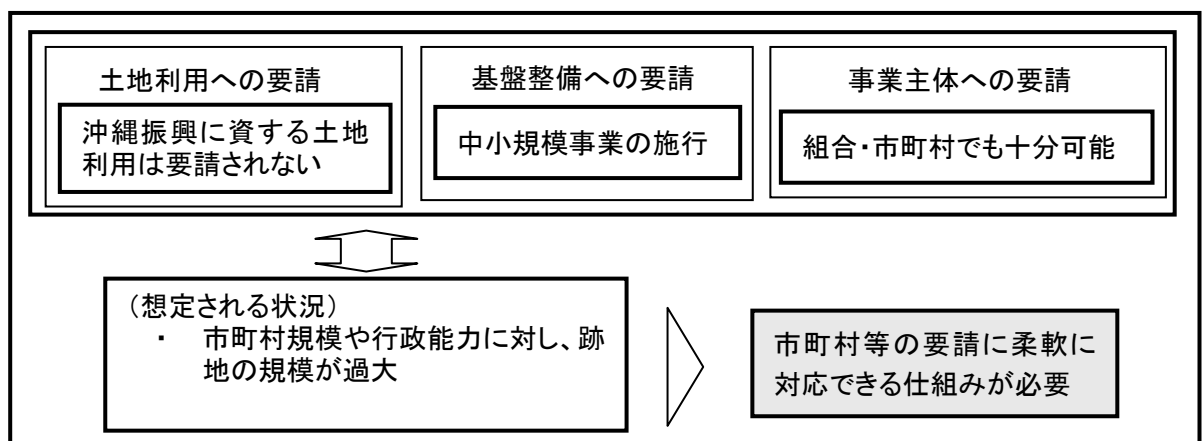 土地利用への要請
沖縄振興に資する土地
利用は要請されない
基盤整備への要請
中小規模事業の施行
事業主体への要請
組合・市町村でも十分可能
（想定される状況）
・　市町村規模や行政能力に対し、跡
地の規模が過大
市町村等の要請に柔軟に
対応できる仕組みが必要